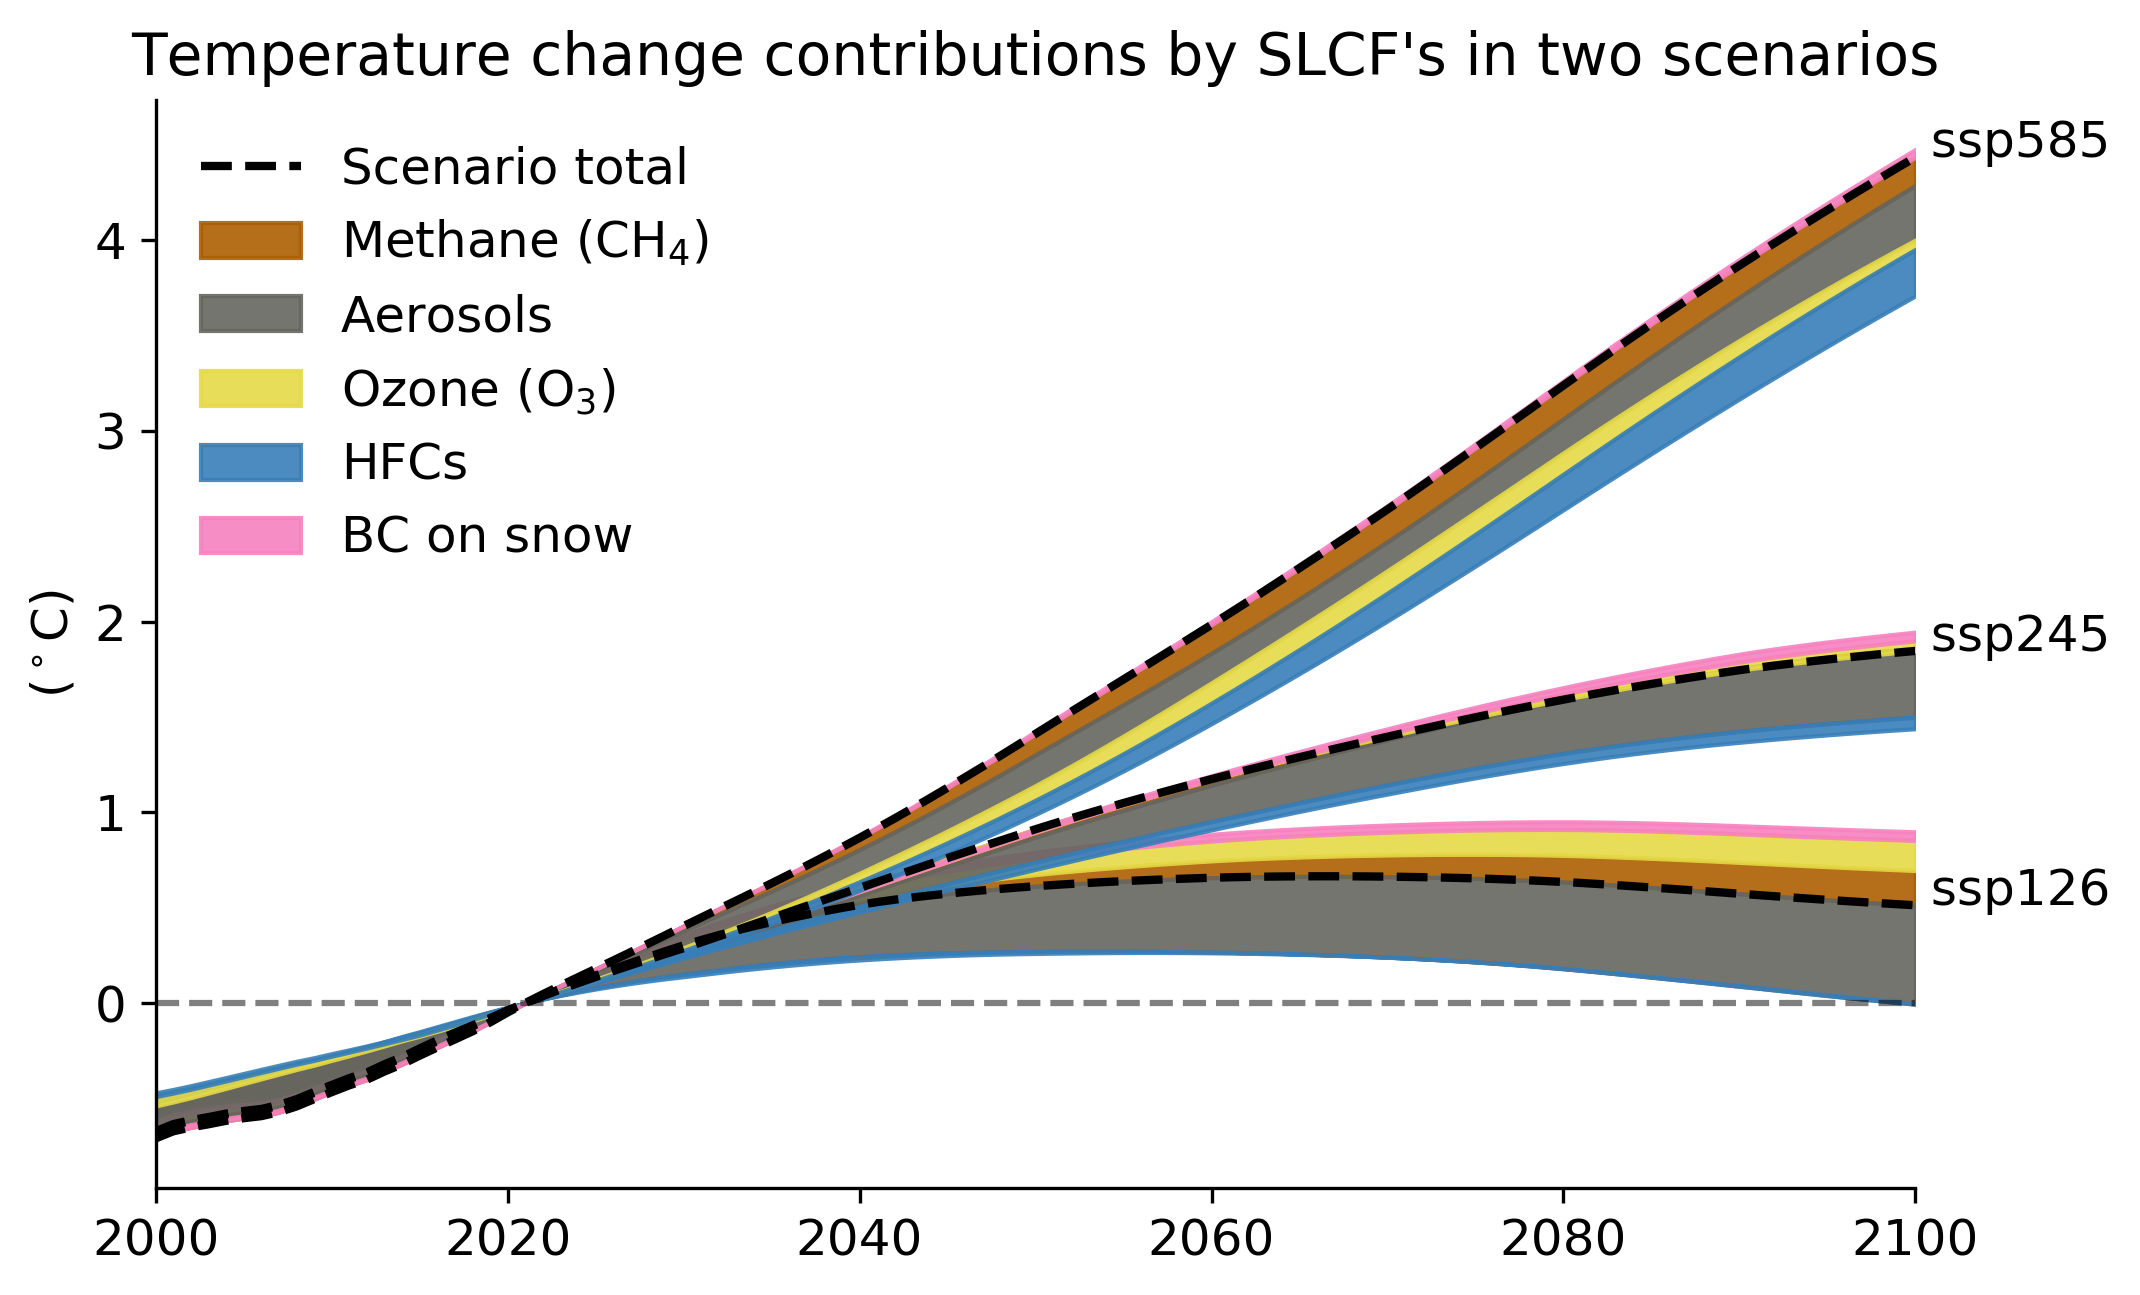 Temperature change contributions by SLCF's in two scenarios
Scenario total
Methane (CH₄)
Aerosols
Ozone (O₃)
HFCs
BC on snow
(°C)
4
3
2
1
0
ssp585
ssp245
ssp126
2000 2020 2040 2060 2080 2100